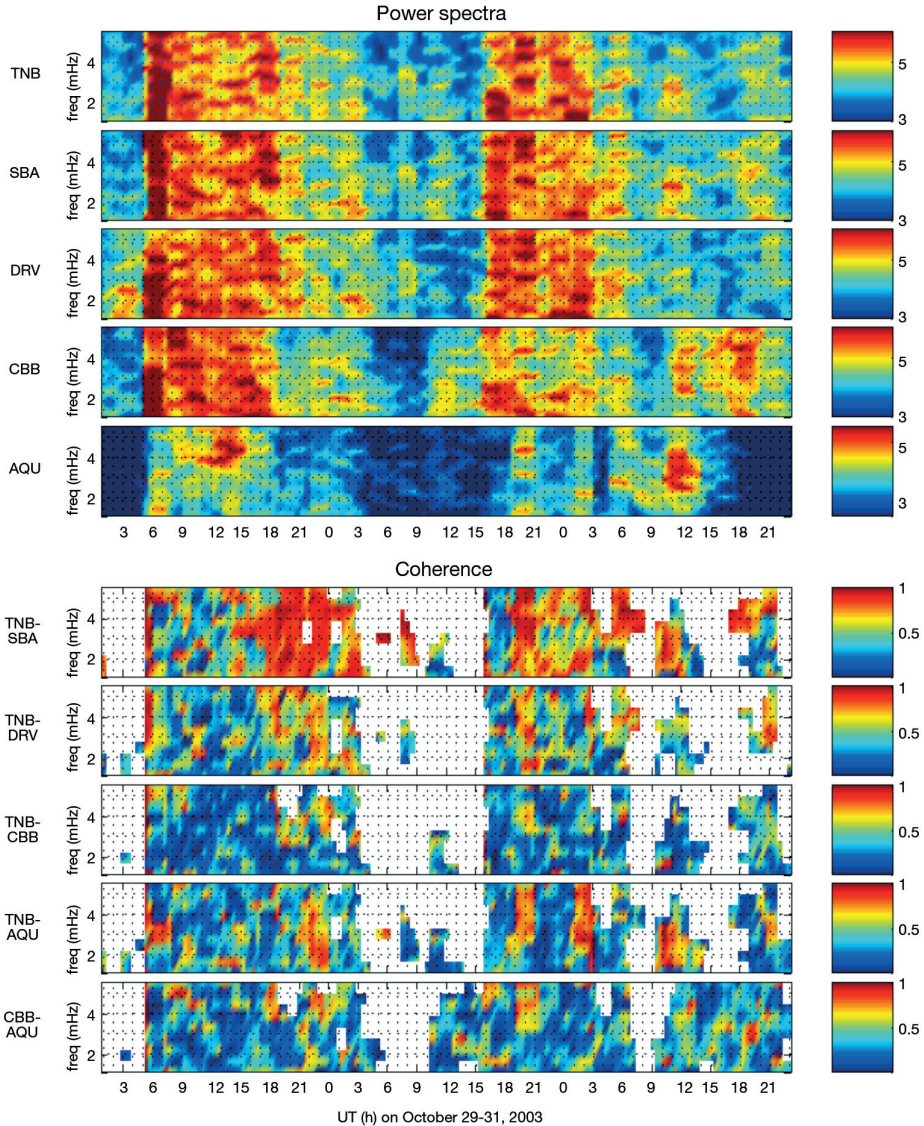 Power spectra
TNB
freq (mHz)
4
2
5
3
SBA
freq (mHz)
4
2
5
3
DRV
freq (mHz)
4
2
5
3
CBB
freq (mHz)
4
2
5
3
AQU
freq (mHz)
4
2
5
3
3 6 9 12 15 18 21 0 3 6 9 12 15 18 21 0 3 6 9 12 15 18 21
Coherence
TNB-
SBA
freq (mHz)
4
2
1
0.5
TNB-
DRV
freq (mHz)
4
2
1
0.5
TNB-
CBB
freq (mHz)
4
2
1
0.5
TNB-
AQU
freq (mHz)
4
2
1
0.5
CBB-
AQU
freq (mHz)
4
2
1
0.5
3 6 9 12 15 18 21 0 3 6 9 12 15 18 21 0 3 6 9 12 15 18 21
UT (h) on October 29-31, 2003